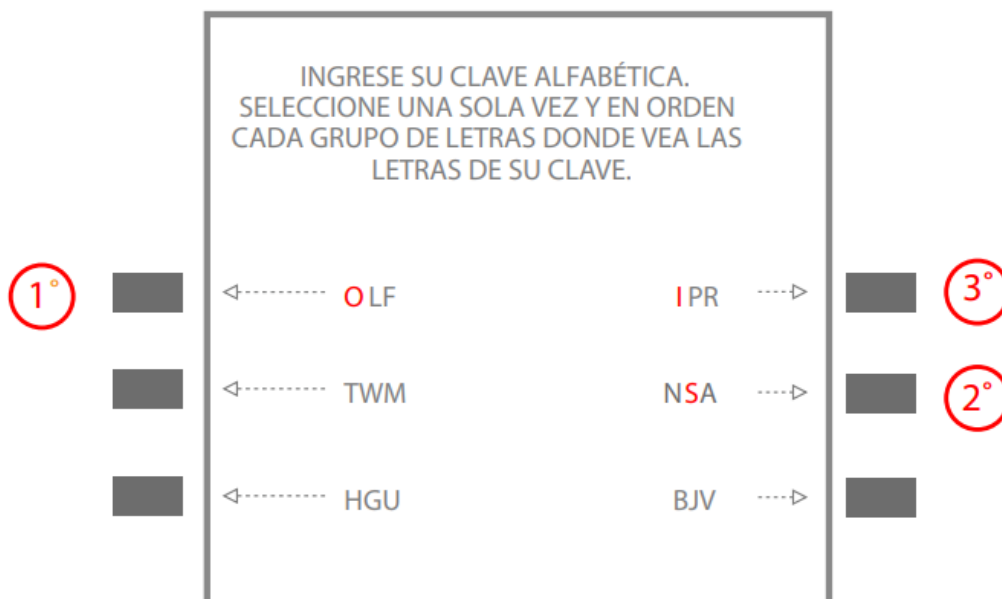 INGRESE SU CLAVE ALFABÉTICA.
SELECCIONE UNA SOLA VEZ Y EN ORDEN
CADA GRUPO DE LETRAS DONDE VEA LAS
LETRAS DE SU CLAVE.
1° OLF IPR 3°
TWM NSA 2°
HGU BJV